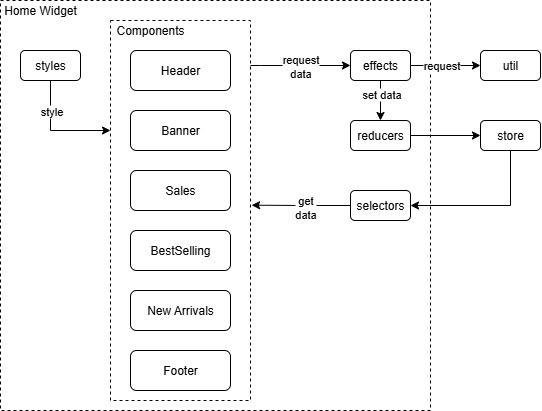 Home Widget
Components
styles
style
Header
Banner
Sales
BestSelling
New Arrivals
Footer
request
data
effects
request
util
set data
reducers
store
get
data
selectors